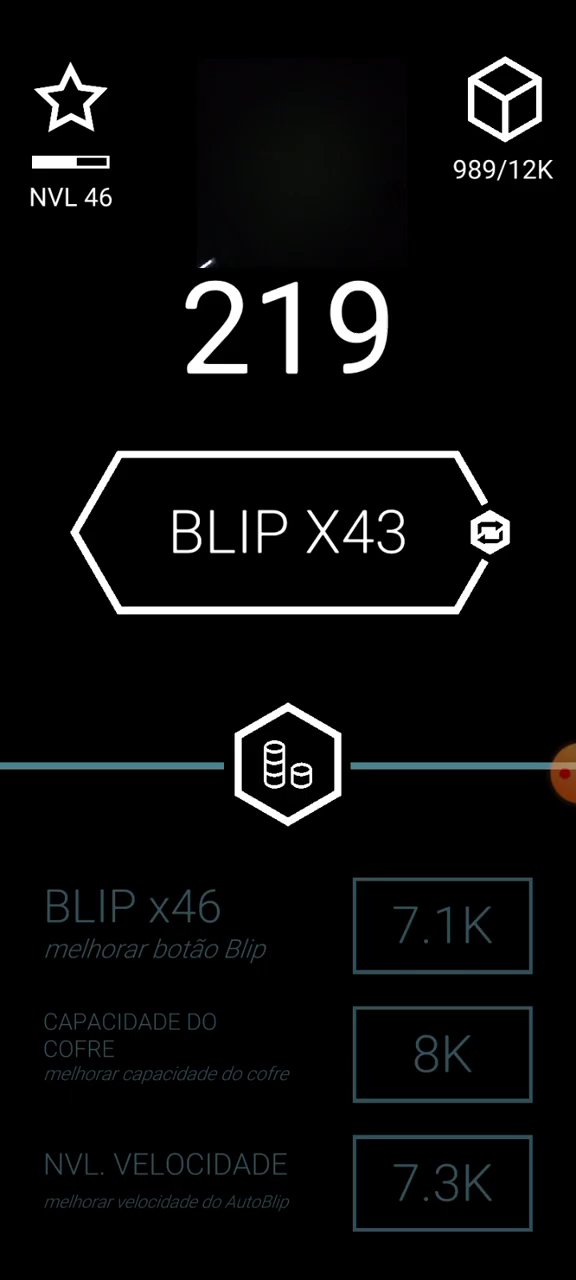 NVL 46
989/12K
219
BLIP X43
BLIP x46
melhorar botão Blip
7.1K
CAPACIDADE DO
COFRE
melhorar capacidade do cofre
8K
NVL. VELOCIDADE
melhorar velocidade do AutoBlip
7.3K